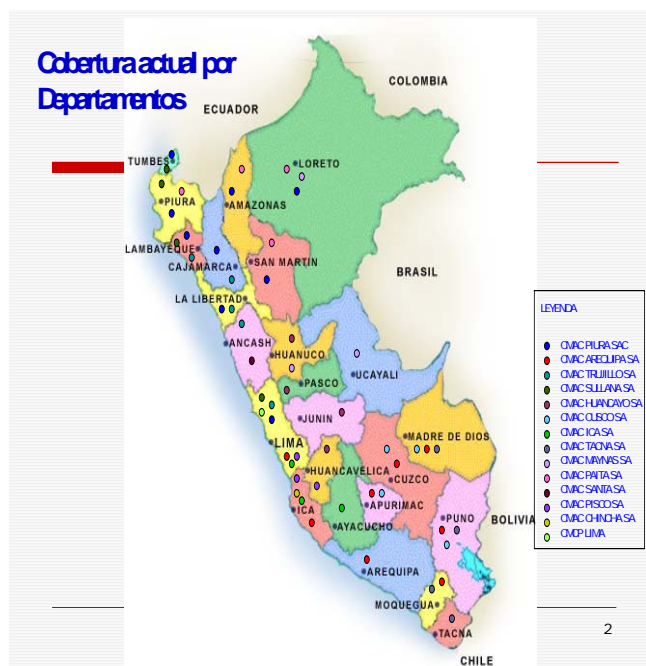 Cobertura actual por
Departamentos
COLOMBIA
ECUADOR
LORETO
TUMBES
AMAZONAS
PIURA
LAMBAYEQUE
CAJAMARCA
SAN MARTIN
BRASIL
LA LIBERTAD
ANCASH
HUANUCO
UCAYALI
PASCO
JUNIN
MADRE DE DIOS
LIMA
HUANCAVELICA
CUZCO
ICA
APURIMAC
AYACUCHO
PUNO
BOLIVIA
AREQUIPA
MOQUEGUA
TACNA
CHILE
LEYENDA
CMAC PIURA SAC
CMAC AREQUIPA SA
CMAC TRUJILLO SA
CMAC SULLANA SA
CMAC HUANCAYO SA
CMAC CUSCO SA
CMAC ICA SA
CMAC TACNA SA
CMAC MAYNAS SA
CMAC PAITA SA
CMAC SANTA SA
CMAC PISCO SA
CMAC CHINCHA SA
CMCP LIMA
2